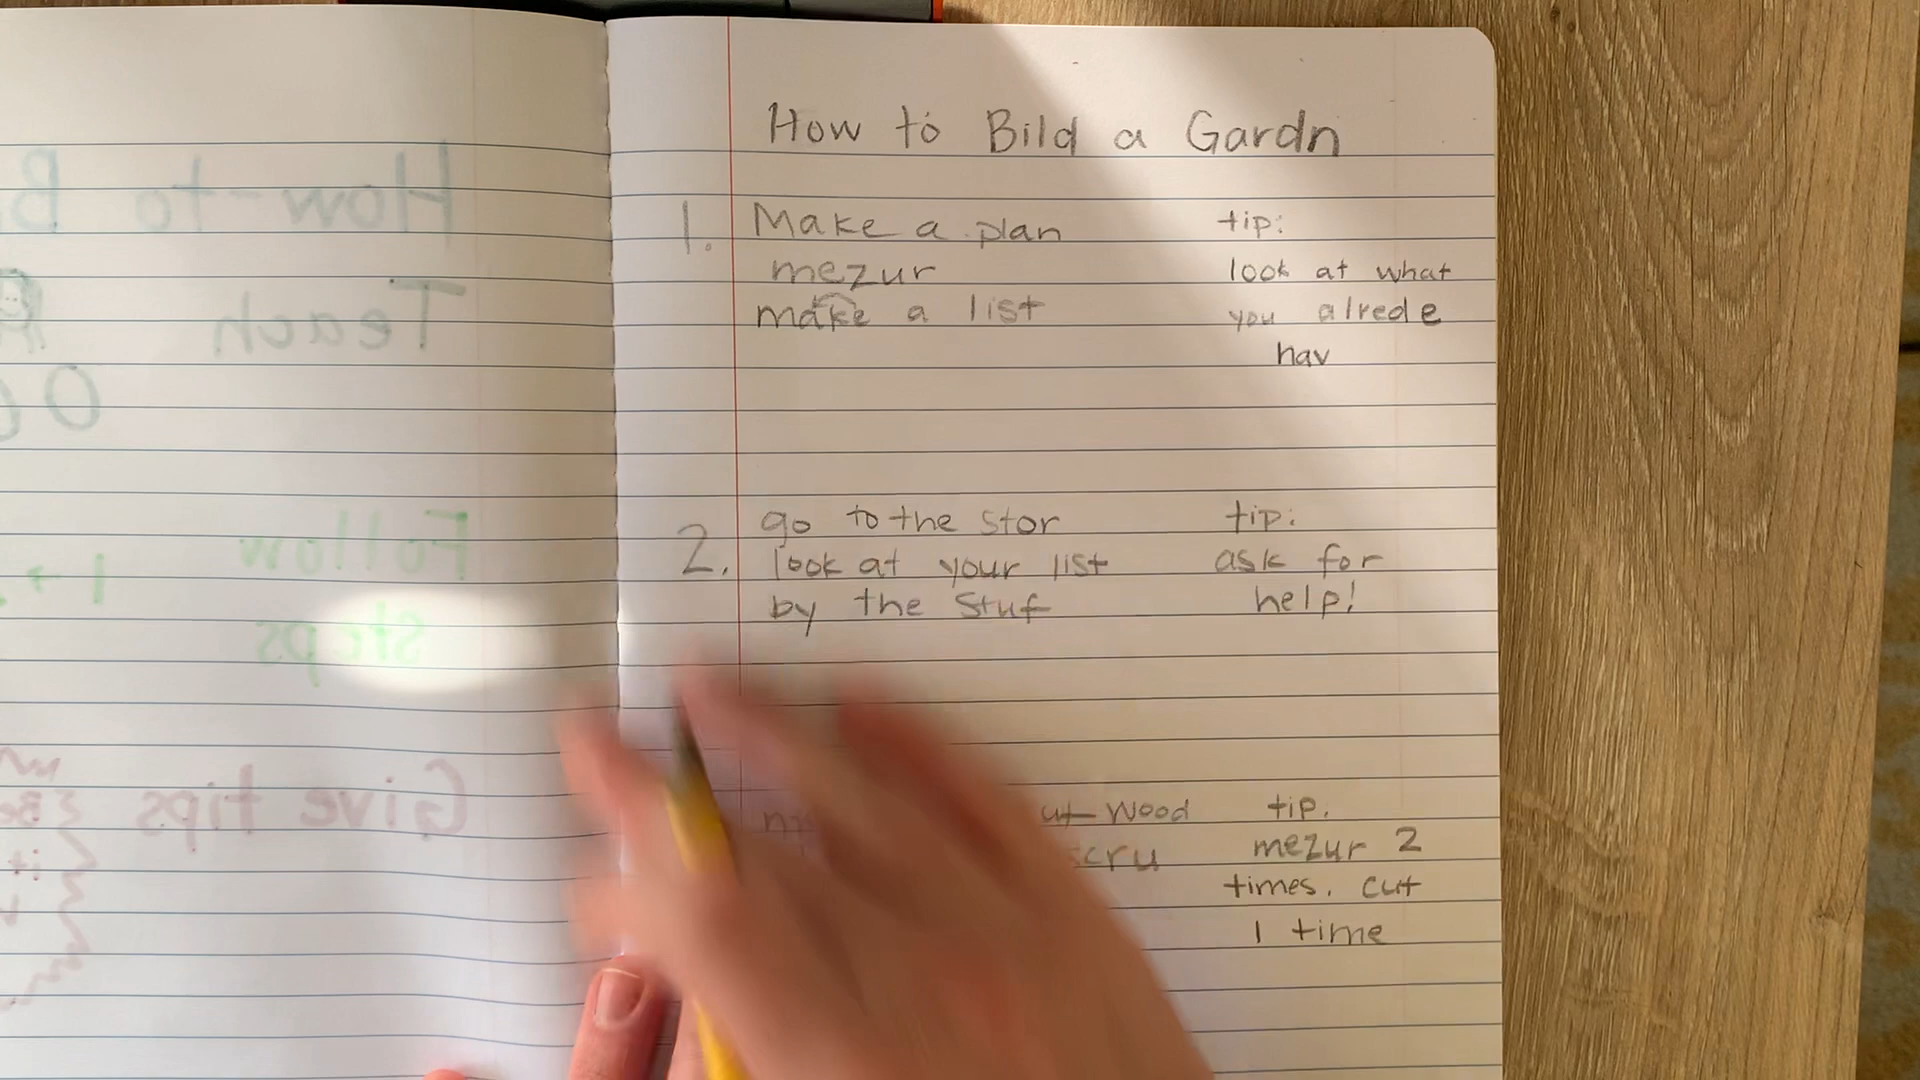 How to Bild a Gardn
1. Make a plan
mezur
make a list
tip:
look at what
you alrede
hav
2. go to the stor
look at your list
by the stuf
tip:
ask for
help!
wood
scru
tip.
mezur 2
times. cut
1 time
How-to
Teach
Follow
steps
Give tips